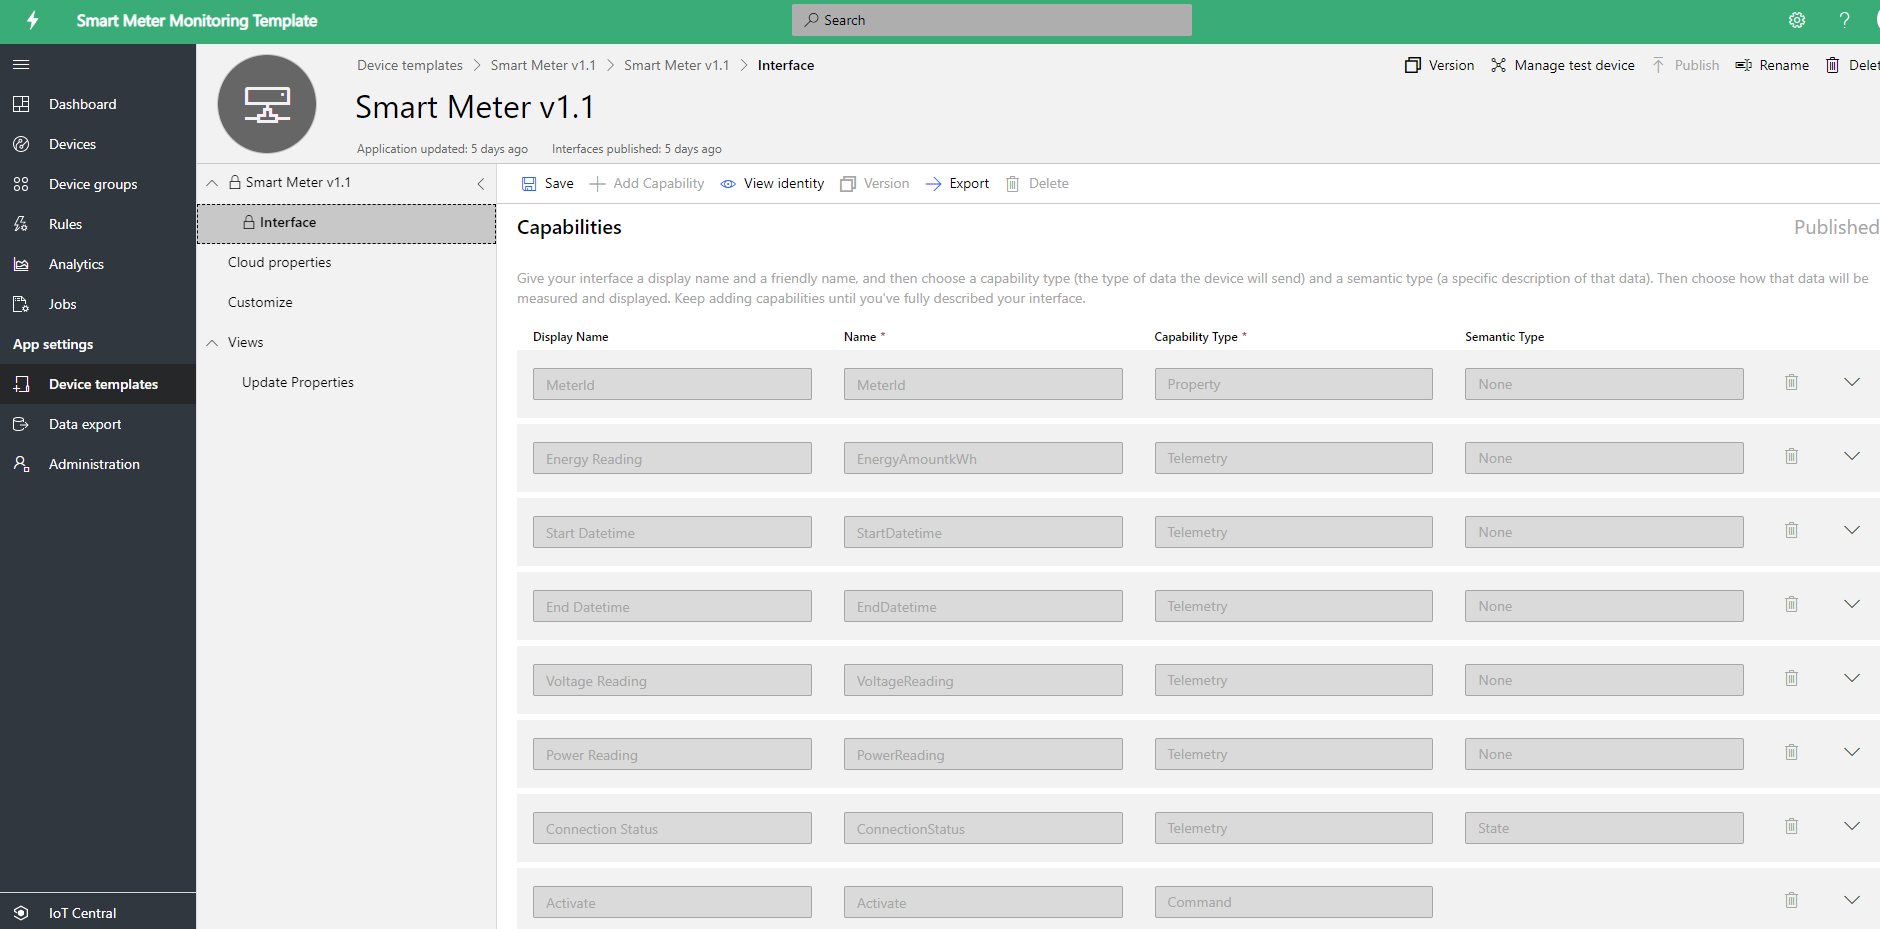 Smart Meter Monitoring Template
Search
Device templates > Smart Meter v1.1 > Smart Meter v1.1 > Interface
Version
Manage test device
Publish
Rename
Delet
Smart Meter v1.1
Application updated: 5 days ago
Interfaces published: 5 days ago
Dashboard
Devices
Device groups
Rules
Analytics
Jobs
App settings
Device templates
Data export
Administration
IoT Central
Smart Meter v1.1
Interface
Cloud properties
Customize
Views
Update Properties
Save
Add Capability
View identity
Version
Export
Delete
Capabilities
Published
Give your interface a display name and a friendly name, and then choose a capability type (the type of data the device will send) and a semantic type (a specific description of that data). Then choose how that data will be
measured and displayed. Keep adding capabilities until you've fully described your interface.
Display Name Name * Capability Type * Semantic Type
MeterId MeterId Property None
Energy Reading EnergyAmountkWh Telemetry None
Start Datetime StartDatetime Telemetry None
End Datetime EndDatetime Telemetry None
Voltage Reading VoltageReading Telemetry None
Power Reading PowerReading Telemetry None
Connection Status ConnectionStatus Telemetry State
Activate Activate Command